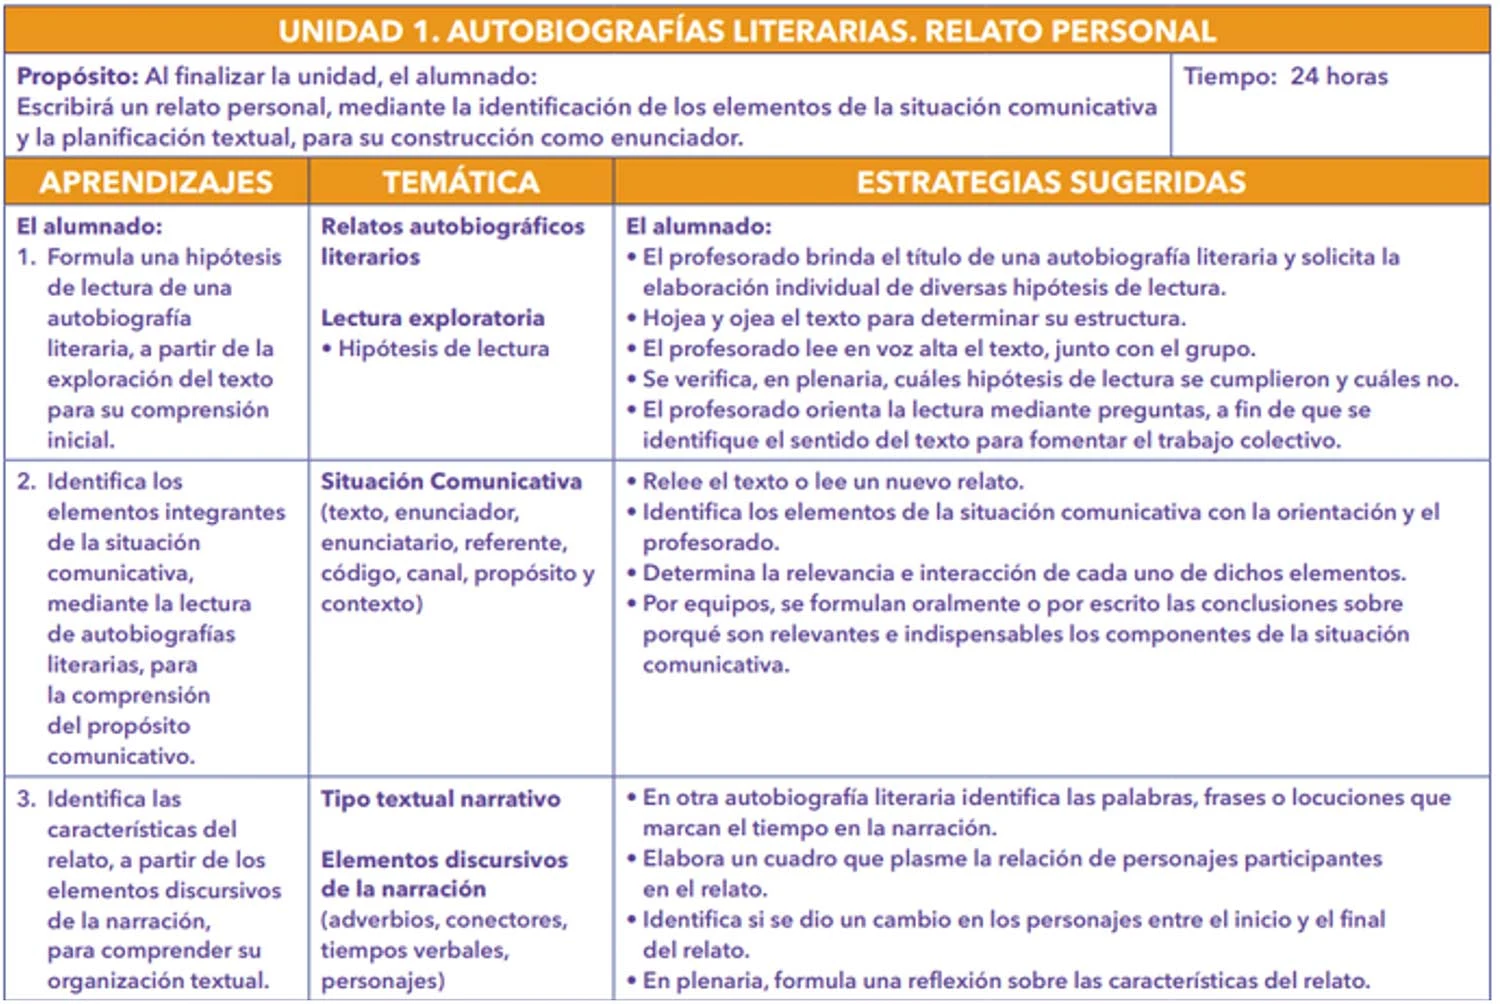 UNIDAD 1. AUTOBIOGRAFÍAS LITERARIAS. RELATO PERSONAL
Propósito: Al finalizar la unidad, el alumnado:
Escribirá un relato personal, mediante la identificación de los elementos de la situación comunicativa
y la planificación textual, para su construcción como enunciador.
Tiempo: 24 horas
APRENDIZAJES
TEMÁTICA
ESTRATEGIAS SUGERIDAS
El alumnado:
1. Formula una hipótesis
de lectura de una
autobiografía
literaria, a partir de la
exploración del texto
para su comprensión
inicial.
Relatos autobiográficos
literarios
Lectura exploratoria
• Hipótesis de lectura
El alumnado:
• El profesorado brinda el título de una autobiografía literaria y solicita la
elaboración individual de diversas hipótesis de lectura.
• Hojea y ojea el texto para determinar su estructura.
• El profesorado lee en voz alta el texto, junto con el grupo.
• Se verifica, en plenaria, cuáles hipótesis de lectura se cumplieron y cuáles no.
• El profesorado orienta la lectura mediante preguntas, a fin de que se
identifique el sentido del texto para fomentar el trabajo colectivo.
2. Identifica los
elementos integrantes
de la situación
comunicativa,
mediante la lectura
de autobiografías
literarias, para
la comprensión
del propósito
comunicativo.
Situación Comunicativa
(texto, enunciador,
enunciatario, referente,
código, canal, propósito y
contexto)
• Relee el texto o lee un nuevo relato.
• Identifica los elementos de la situación comunicativa con la orientación y el
profesorado.
• Determina la relevancia e interacción de cada uno de dichos elementos.
• Por equipos, se formulan oralmente o por escrito las conclusiones sobre
porqué son relevantes e indispensables los componentes de la situación
comunicativa.
3. Identifica las
características del
relato, a partir de los
elementos discursivos
de la narración,
para comprender su
organización textual.
Tipo textual narrativo
Elementos discursivos
de la narración
(adverbios, conectores,
tiempos verbales,
personajes)
• En otra autobiografía literaria identifica las palabras, frases o locuciones que
marcan el tiempo en la narración.
• Elabora un cuadro que plasme la relación de personajes participantes
en el relato.
• Identifica si se dio un cambio en los personajes entre el inicio y el final
del relato.
• En plenaria, formula una reflexión sobre las características del relato.